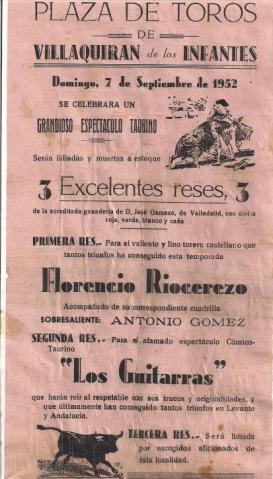 PLAZA DE TOROS
DE
VILLAQUIRAN de los INFANTES
Domingo, 7 de Septiembre de 1952
SE CELEBRARA UN
GRANDIOSO ESPECTACULO TAURINO
Serán lidiadas y muertas a estoque
3 Excelentes reses, 3
de la acreditada ganadería de D. José Gamazo, de Valladolid, con divisa
roja, verde, blanco y caña
PRIMERA RES.- Para el valiente y fino torero castellano que
tantos triunfos ha conseguido esta temporada
Florencio Riocerezo
Acompañado de su correspondiente cuadrilla
SOBRESALIENTE: ANTONIO GOMEZ
SEGUNDA RES.- Para el afamado espectáculo Cómico-
Taurino
"Los Guitarras"
que harán reir al respetable con sus trucos y originalidades, y
que últimamente han conseguido tantos triunfos en Levante
y Andalucía.
TERCERA RES.- Será lidiada
por escogidos aficionados de
esta localidad.